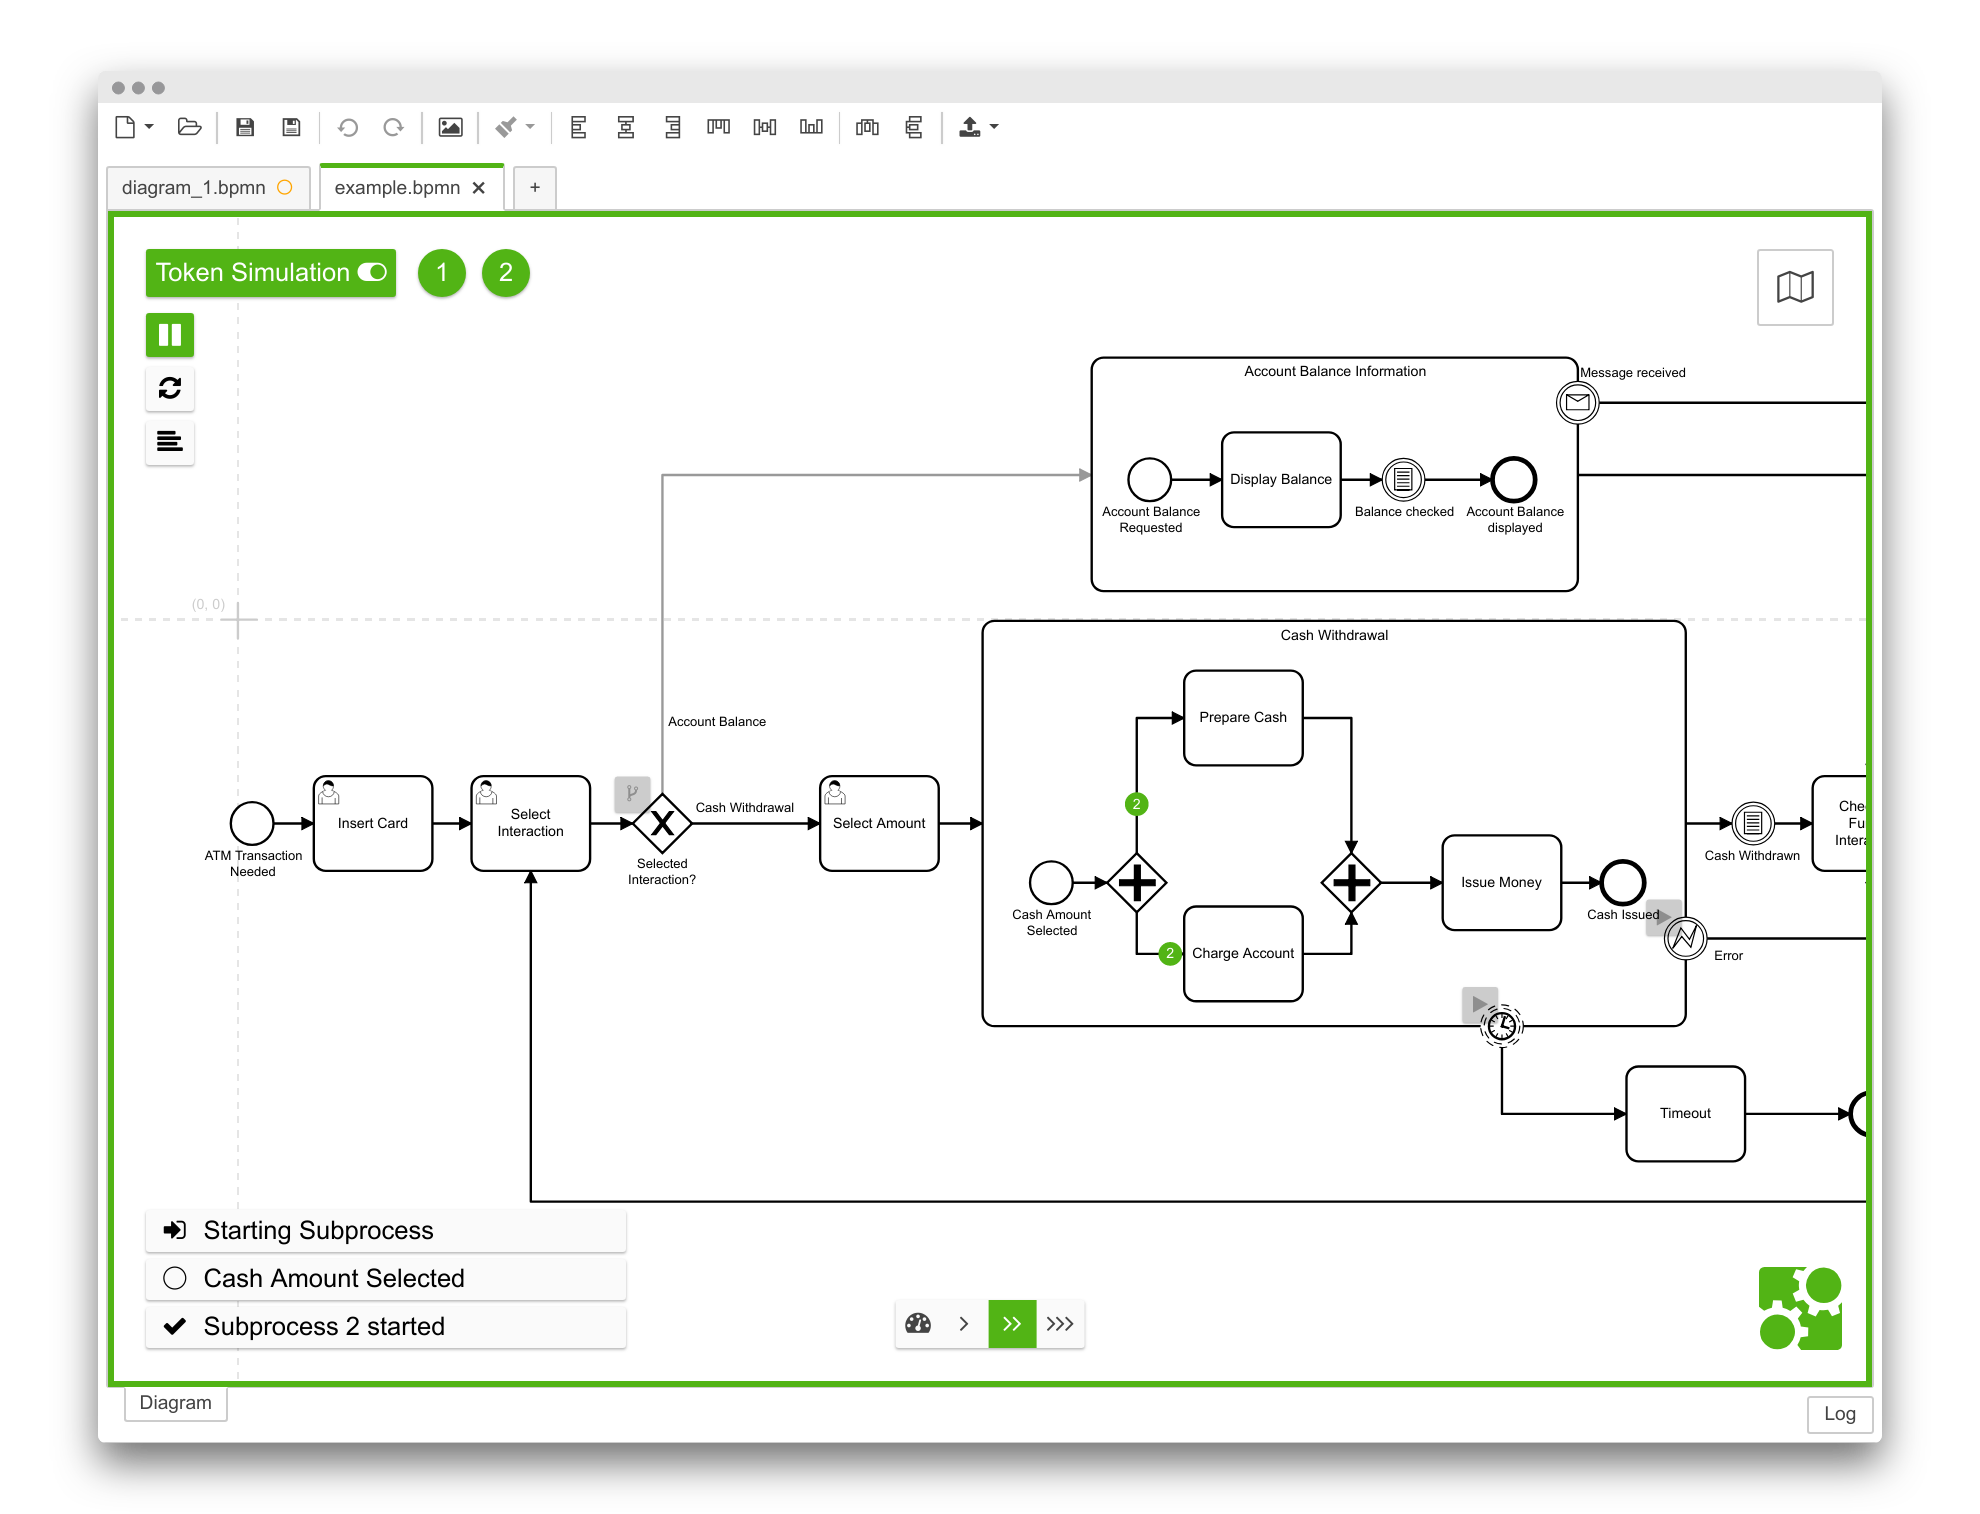 diagram_1.bpmn
example.bpmn
+
Token Simulation
1
2
Account Balance Information
Message received
Display Balance
Account Balance
Requested
Balance checked
Account Balance
displayed
(0, 0)
Cash Withdrawal
Prepare Cash
Account Balance
2
Cash Withdrawal
Insert Card
Select
Interaction
Select Amount
ATM Transaction
Needed
Selected
Interaction?
Cash Withdrawn
Issue Money
Cash Amount
Selected
Cash Issued
2
Charge Account
Error
Timeout
Starting Subprocess
Cash Amount Selected
Subprocess 2 started
Diagram
Log